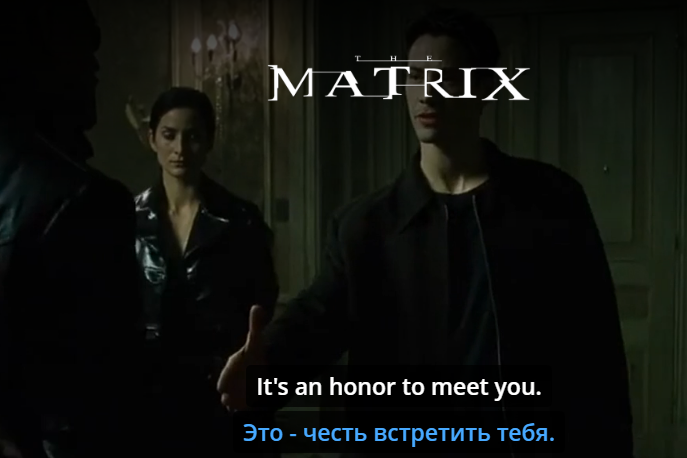 THE
MATRIX
It's an honor to meet you.
Это - честь встретить тебя.